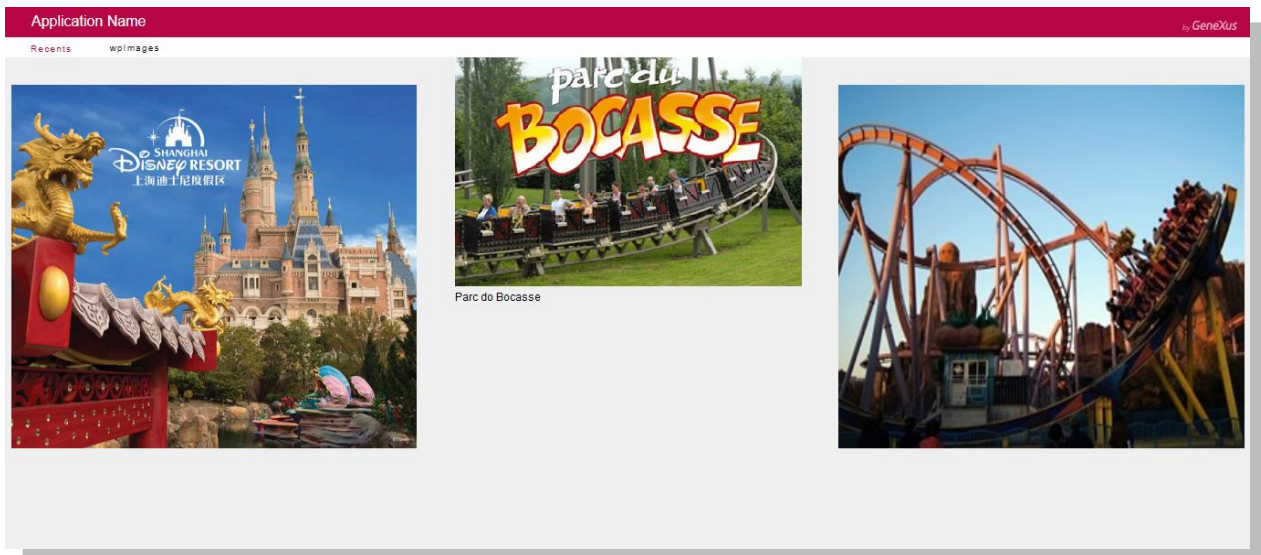 Application Name
by GeneXus
Recents
wpImages
SHANGHAI
DISNEY RESORT
上海迪士尼度假区
parc du
BOCASSE
Parc do Bocasse